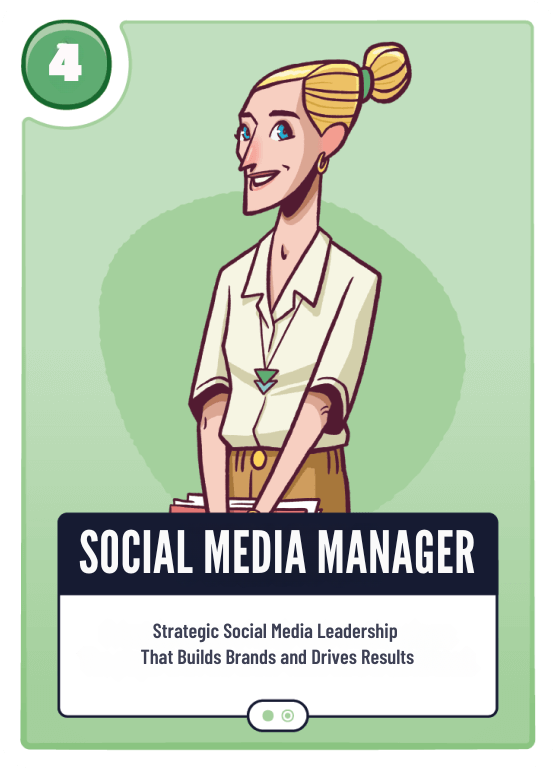 4
SOCIAL MEDIA MANAGER
Strategic Social Media Leadership
That Builds Brands and Drives Results